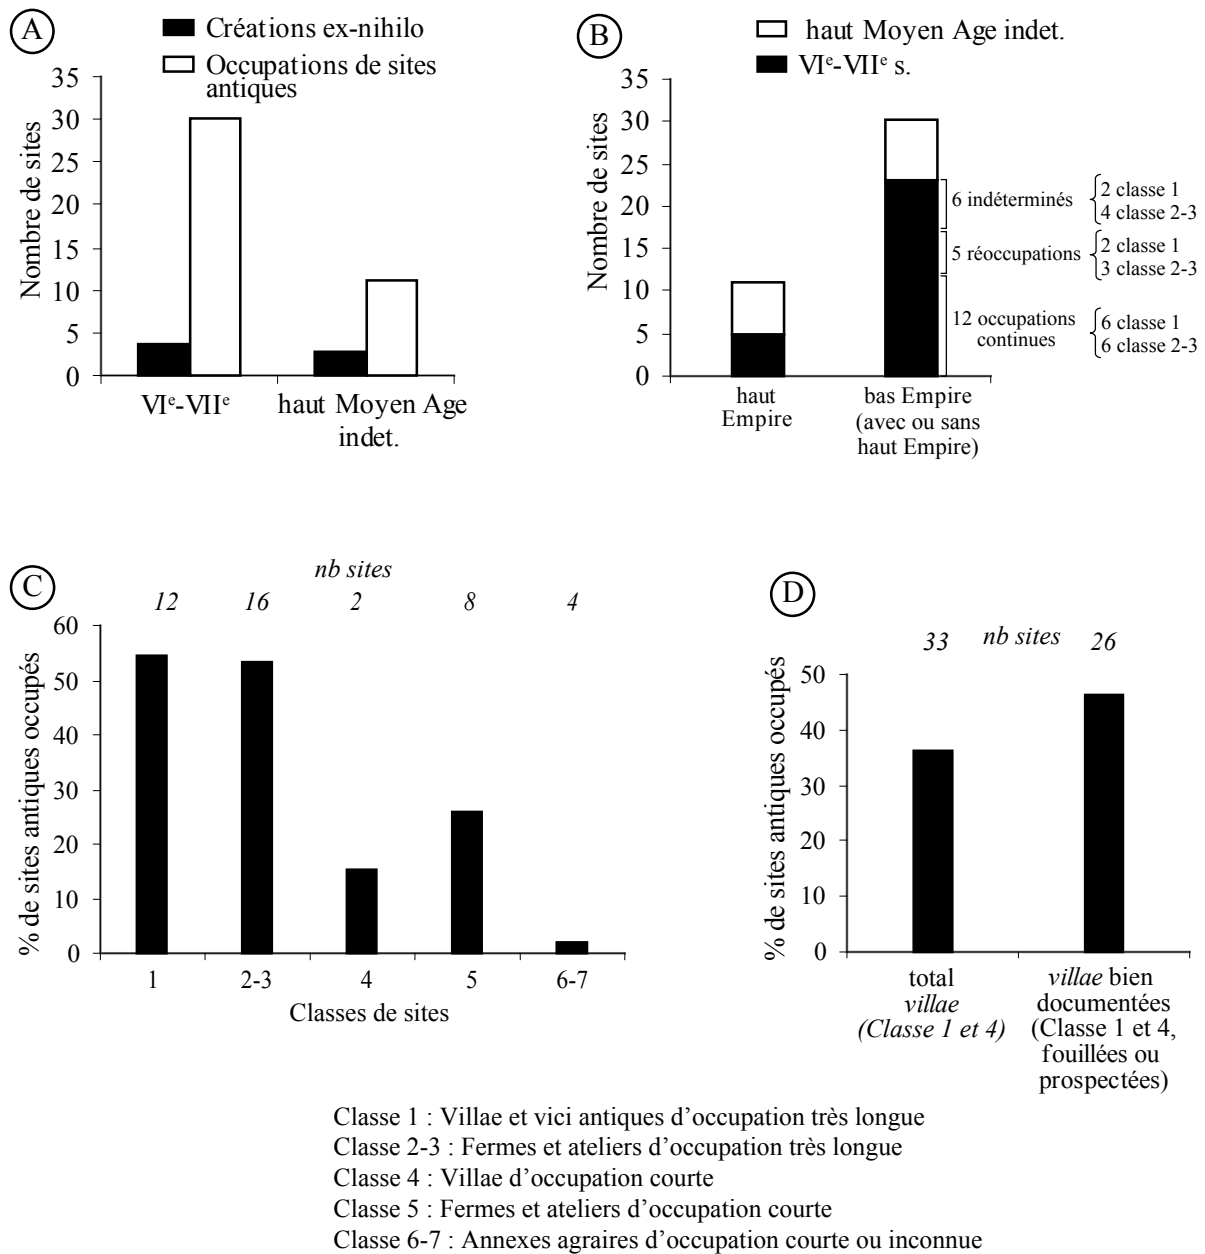 A
Créations ex-nihilo
Occupations de sites
antiques
Nombre de sites
35
30
25
20
15
10
5
0
VIe-VIIe
haut Moyen Age
indet.
B
haut Moyen Age indet.
VIe-VIIe s.
Nombre de sites
35
30
25
20
15
10
5
0
6 indéterminés
2 classe 1
4 classe 2-3
5 réoccupations
2 classe 1
3 classe 2-3
12 occupations
continues
6 classe 1
6 classe 2-3
haut
Empire
bas Empire
(avec ou sans
haut Empire)
C
nb sites
12 16 2 8 4
% de sites antiques occupés
60
50
40
30
20
10
0
1 2-3 4 5 6-7
Classes de sites
D
33 nb sites 26
% de sites antiques occupés
50
40
30
20
10
0
total
villae
(Classe 1 et 4)
villae bien
documentées
(Classe 1 et 4,
fouillées ou
prospectées)
Classe 1 : Villae et vici antiques d'occupation très longue
Classe 2-3 : Fermes et ateliers d'occupation très longue
Classe 4 : Villae d'occupation courte
Classe 5 : Fermes et ateliers d'occupation courte
Classe 6-7 : Annexes agraires d'occupation courte ou inconnue